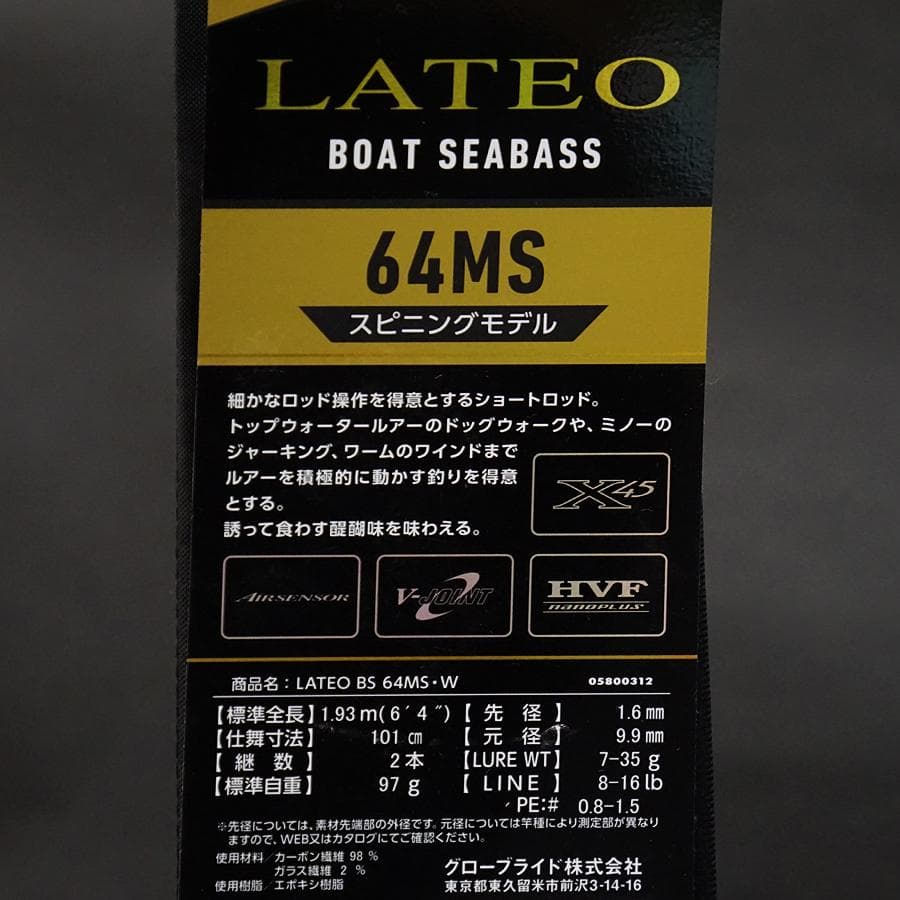 LATEO
BOAT SEABASS
64MS
スピニングモデル
細かなロッド操作を得意とするショートロッド。
トップウォータールアーのドッグウォークや、ミノーの
ジャーキング、ワームのワインドまで
ルアーを積極的に動かす釣りを得意
とする。
誘って食わす醍醐味を味わえる。
X45
AIRSENSOR
V-JOINT
HVF
NANOPLUS
商品名：LATEO BS 64MS・W 05800312
【標準全長】1.93m(6′4″)【先径】1.6mm
【仕舞寸法】101cm【元径】9.9mm
【継数】2本【LURE WT】7-35g
【標準自重】97g【LINE】8-16lb
PE:# 0.8-1.5
※先径については、素材先端部の外径です。元径については竿種により測定部が異なり
ますので、WEB又はカタログにてご確認ください。
使用材料/カーボン繊維98%
ガラス繊維2%
使用樹脂/エポキシ樹脂
グローブライド株式会社
東京都東久留米市前沢3-14-16